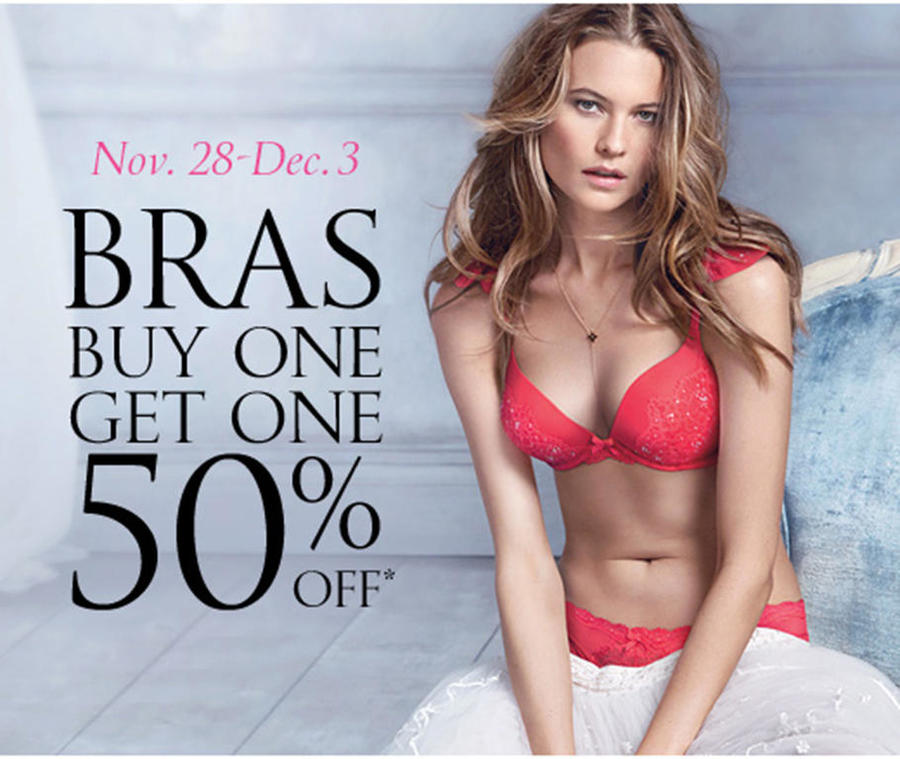 Nov. 28-Dec. 3
BRAS
BUY ONE
GET ONE
50%
OFF*